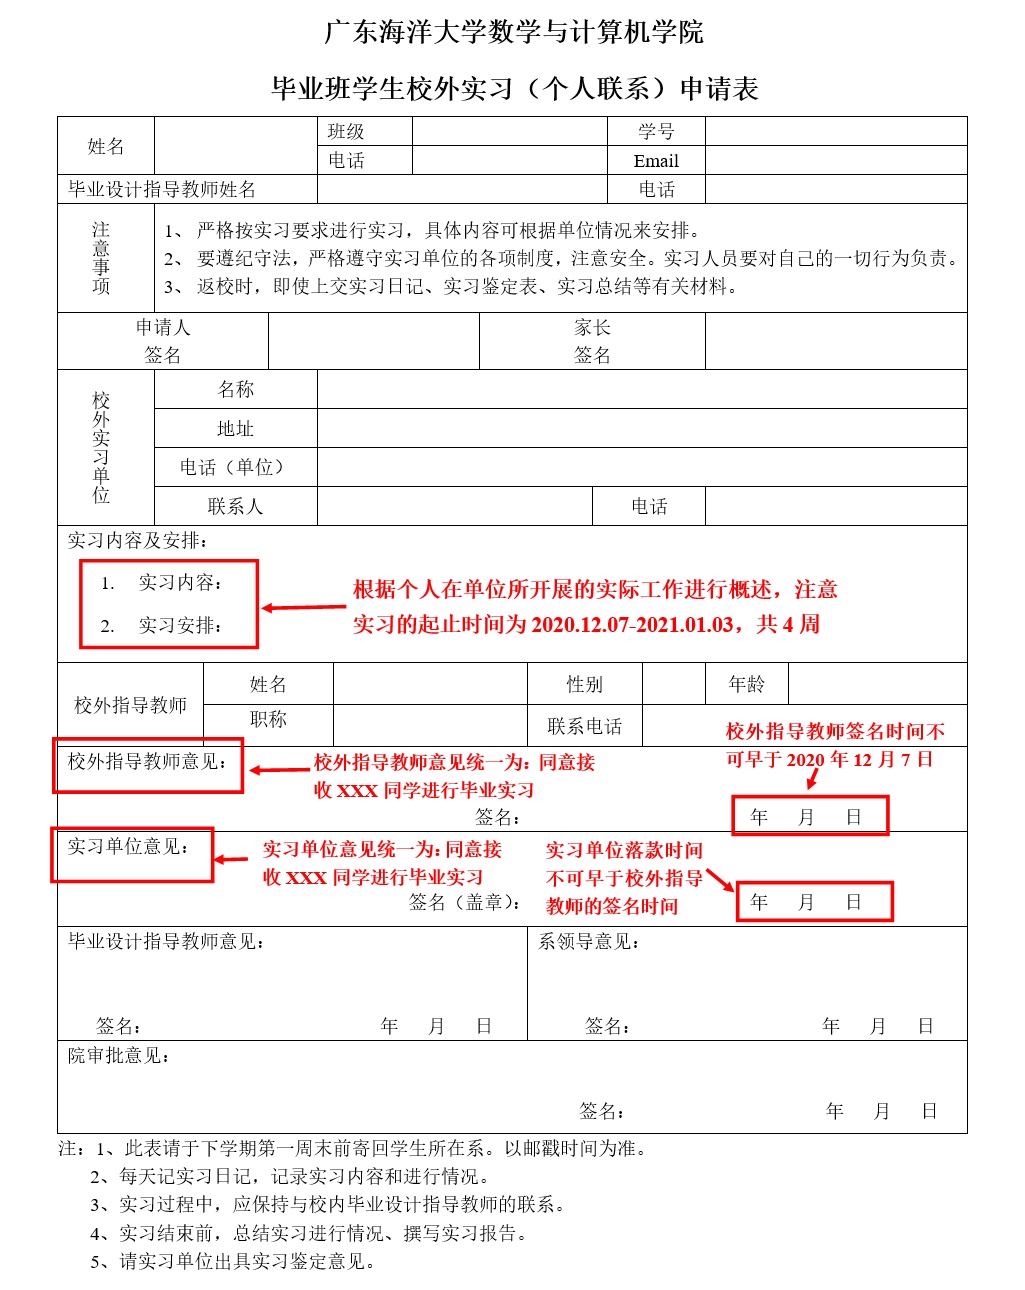 广东海洋大学数学与计算机学院
毕业班学生校外实习（个人联系）申请表
姓名
班级
学号
电话
Email
毕业设计指导教师姓名
电话
注意事项
1、 严格按实习要求进行实习，具体内容可根据单位情况来安排。
2、 要遵纪守法，严格遵守实习单位的各项制度，注意安全。实习人员要对自己的一切行为负责。
3、 返校时，即使上交实习日记、实习鉴定表、实习总结等有关材料。
申请人
签名
家长
签名
校外实习单位
名称
地址
电话（单位）
联系人
电话
实习内容及安排：
1. 实习内容：
2. 实习安排：
根据个人在单位所开展的实际工作进行概述，注意
实习的起止时间为 2020.12.07-2021.01.03，共 4 周
校外指导教师
姓名
性别
年龄
职称
联系电话
校外指导教师签名时间不
可早于 2020 年 12 月 7 日
校外指导教师意见：
校外指导教师意见统一为：同意接
收 XXX 同学进行毕业实习
签名：
年 月 日
实习单位意见：
实习单位意见统一为：同意接
收 XXX 同学进行毕业实习
实习单位落款时间
不可早于校外指导
教师的签名时间
签名（盖章）：
年 月 日
毕业设计指导教师意见：
签名： 年 月 日
系领导意见：
签名： 年 月 日
院审批意见：
签名： 年 月 日
注：1、此表请于下学期第一周末前寄回学生所在系。以邮戳时间为准。
2、每天记实习日记，记录实习内容和进行情况。
3、实习过程中，应保持与校内毕业设计指导教师的联系。
4、实习结束前，总结实习进行情况、撰写实习报告。
5、请实习单位出具实习鉴定意见。